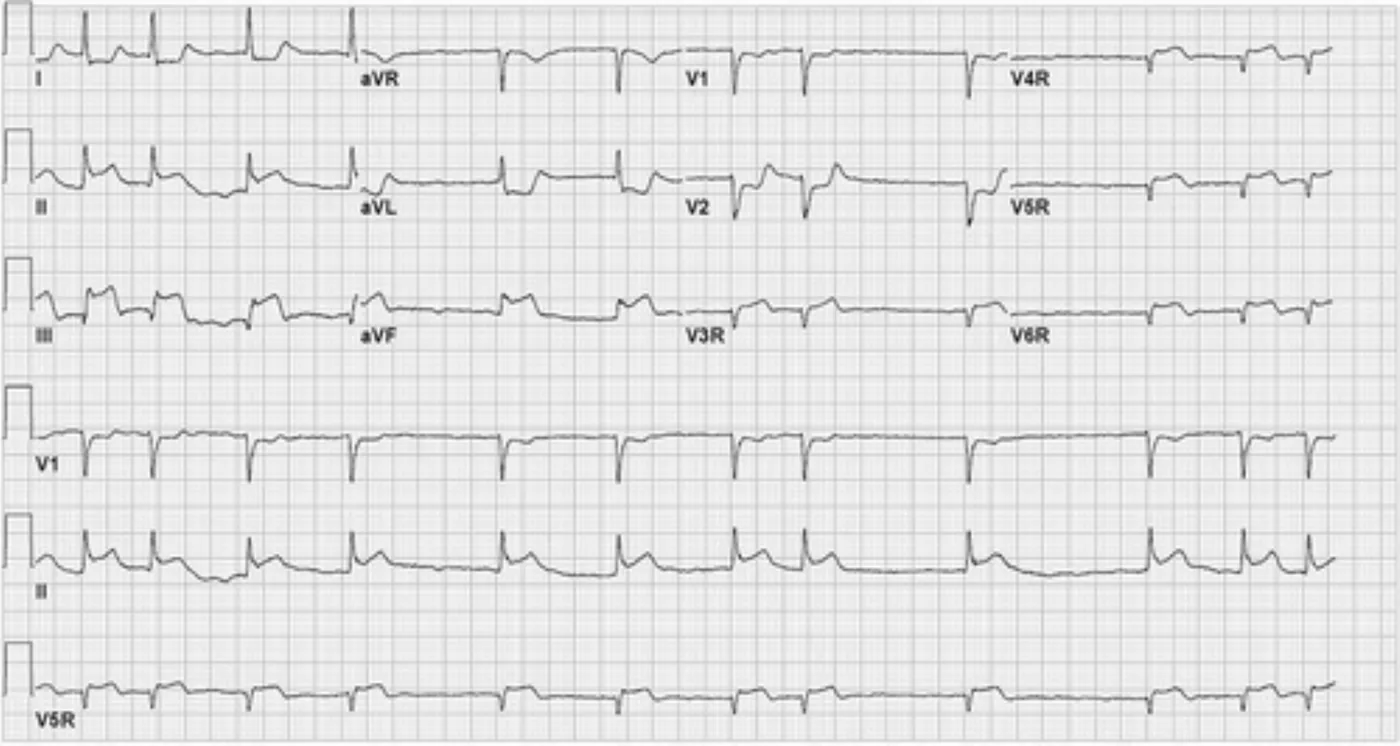 I aVR V1 V4R
II aVL V2 V5R
III aVF V3R V6R
V1
II
V5R